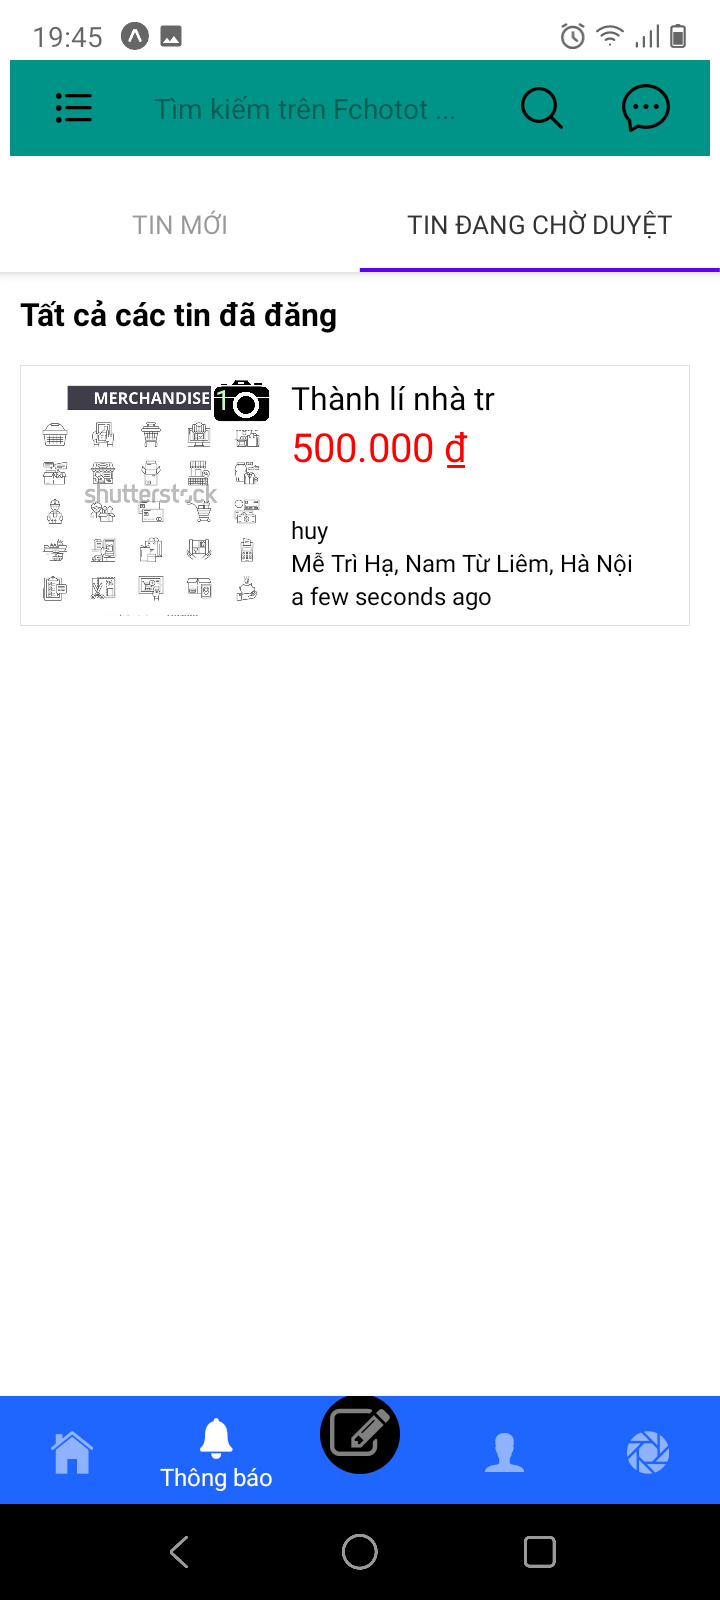 19:45
Tìm kiếm trên Fchotot ...
TIN MỚI
TIN ĐANG CHỜ DUYỆT
Tất cả các tin đã đăng
MERCHANDISE
1
shutterstock
Thành lí nhà tr
500.000 ₫
huy
Mễ Trì Hạ, Nam Từ Liêm, Hà Nội
a few seconds ago
Thông báo